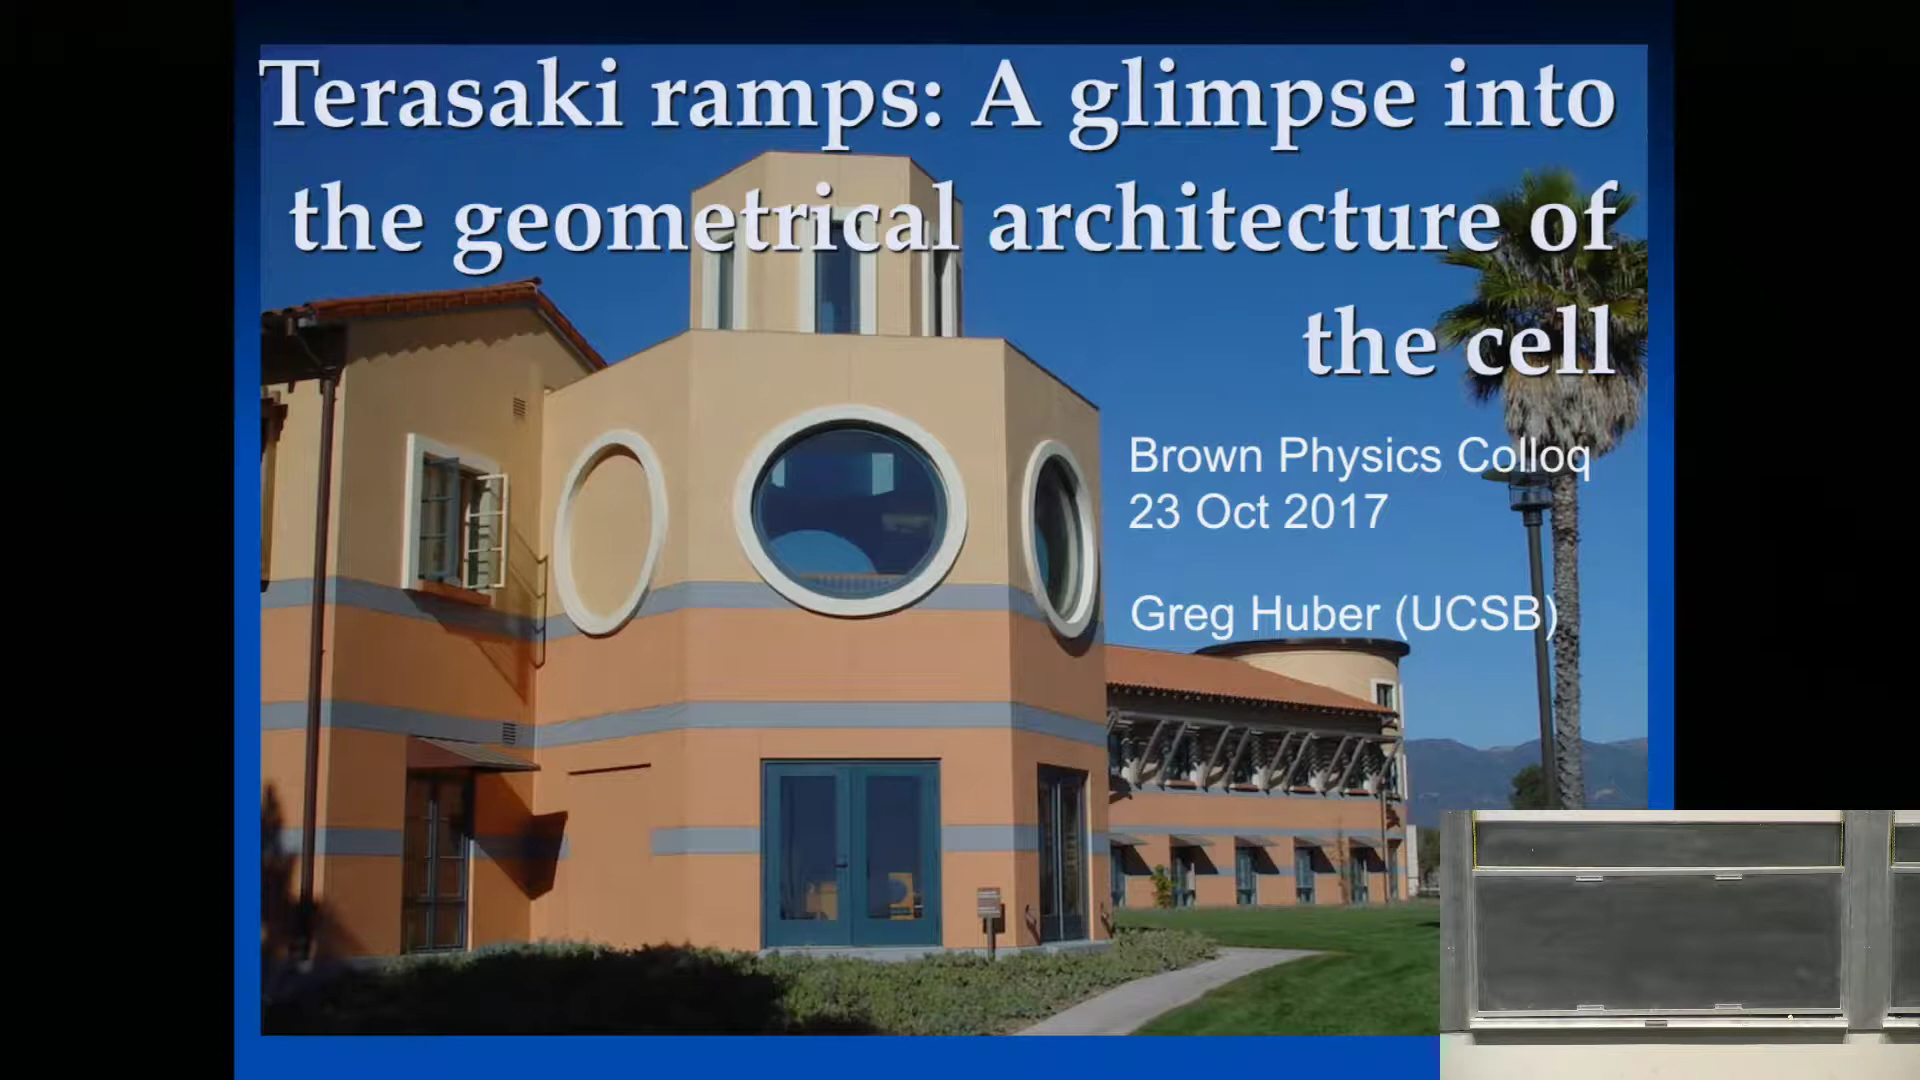 Terasaki ramps: A glimpse into
the geometrical architecture of
the cell
Brown Physics Colloq
23 Oct 2017
Greg Huber (UCSB)